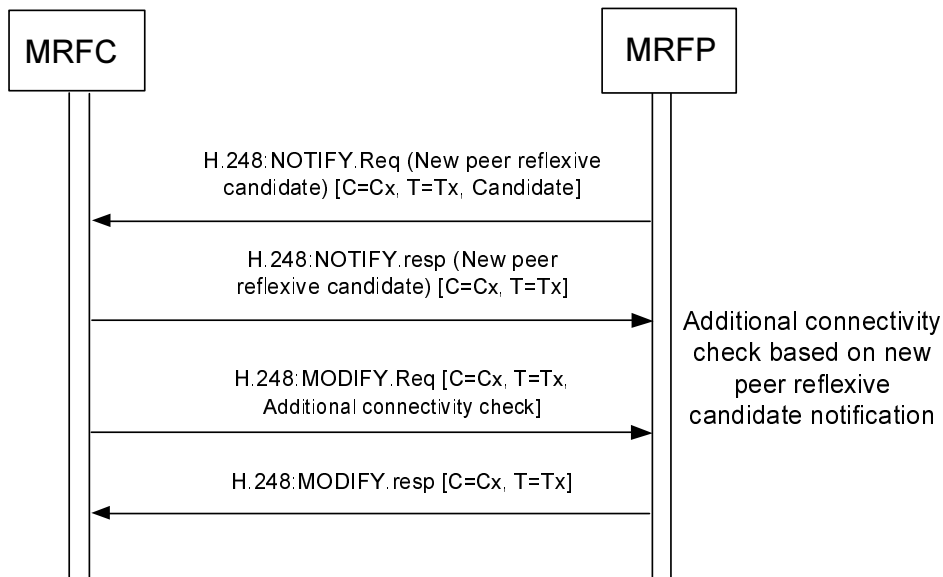 MRFC
MRFP
H.248:NOTIFY.Req (New peer reflexive
candidate) [C=Cx, T=Tx, Candidate]
H.248:NOTIFY.resp (New peer
reflexive candidate) [C=Cx, T=Tx]
Additional connectivity
check based on new
peer reflexive
candidate notification
H.248:MODIFY.Req [C=Cx, T=Tx,
Additional connectivity check]
H.248:MODIFY.resp [C=Cx, T=Tx]